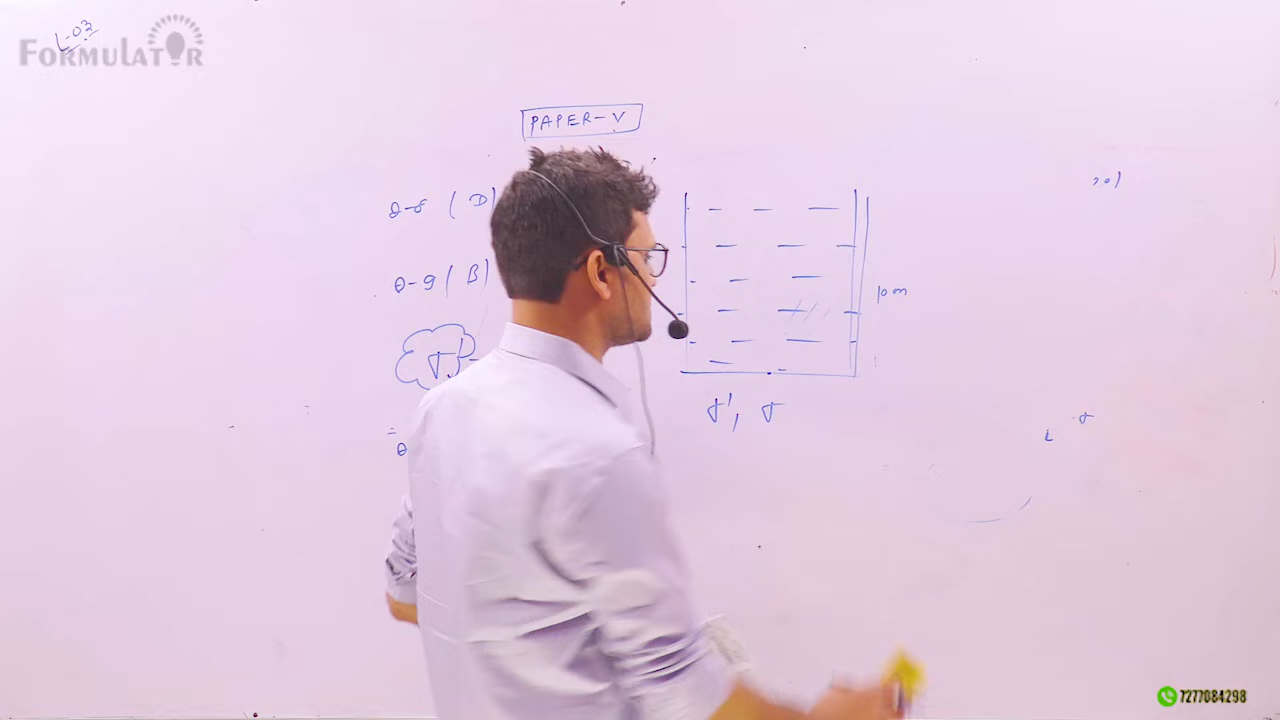 L-03
FORMULATOR
PAPER-V
Q-8 (D)
Q-9 (B)
10m
σ', σ
7277084298